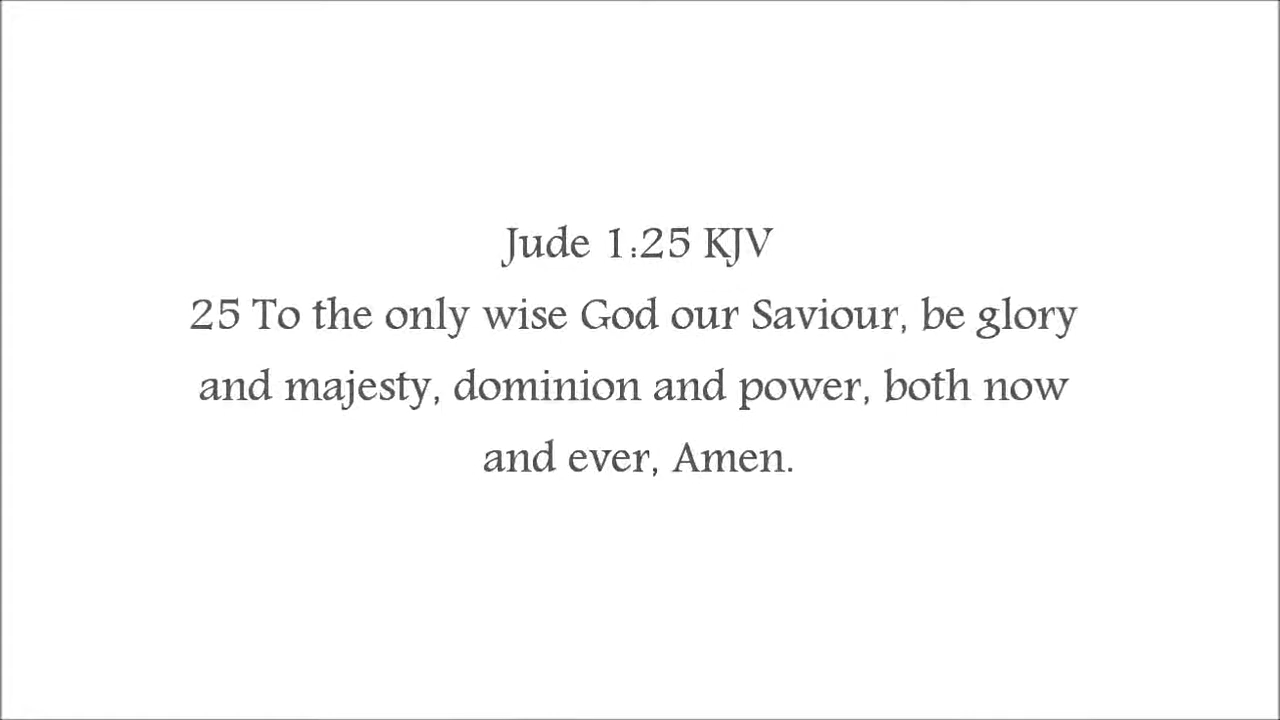 Jude 1:25 KJV
25 To the only wise God our Saviour, be glory
and majesty, dominion and power, both now
and ever, Amen.